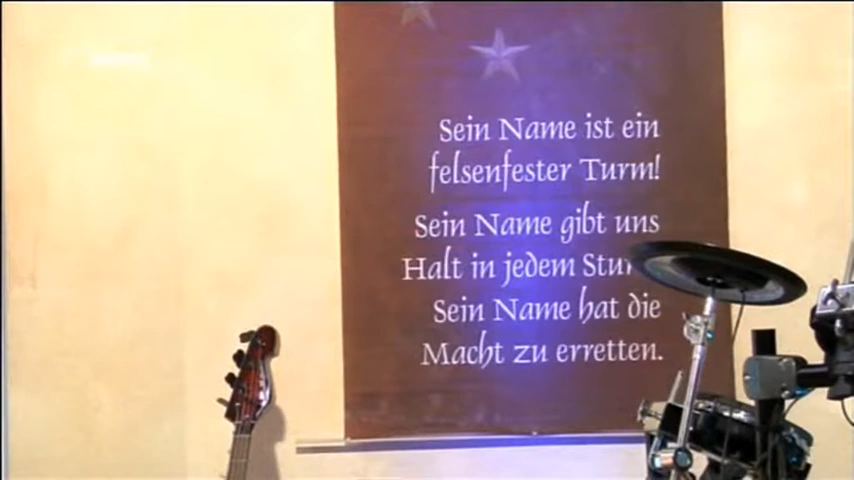 Sein Name ist ein
felsenfester Turm!
Sein Name gibt uns
Halt in jedem
Sein Name hat die
Macht zu erretten.